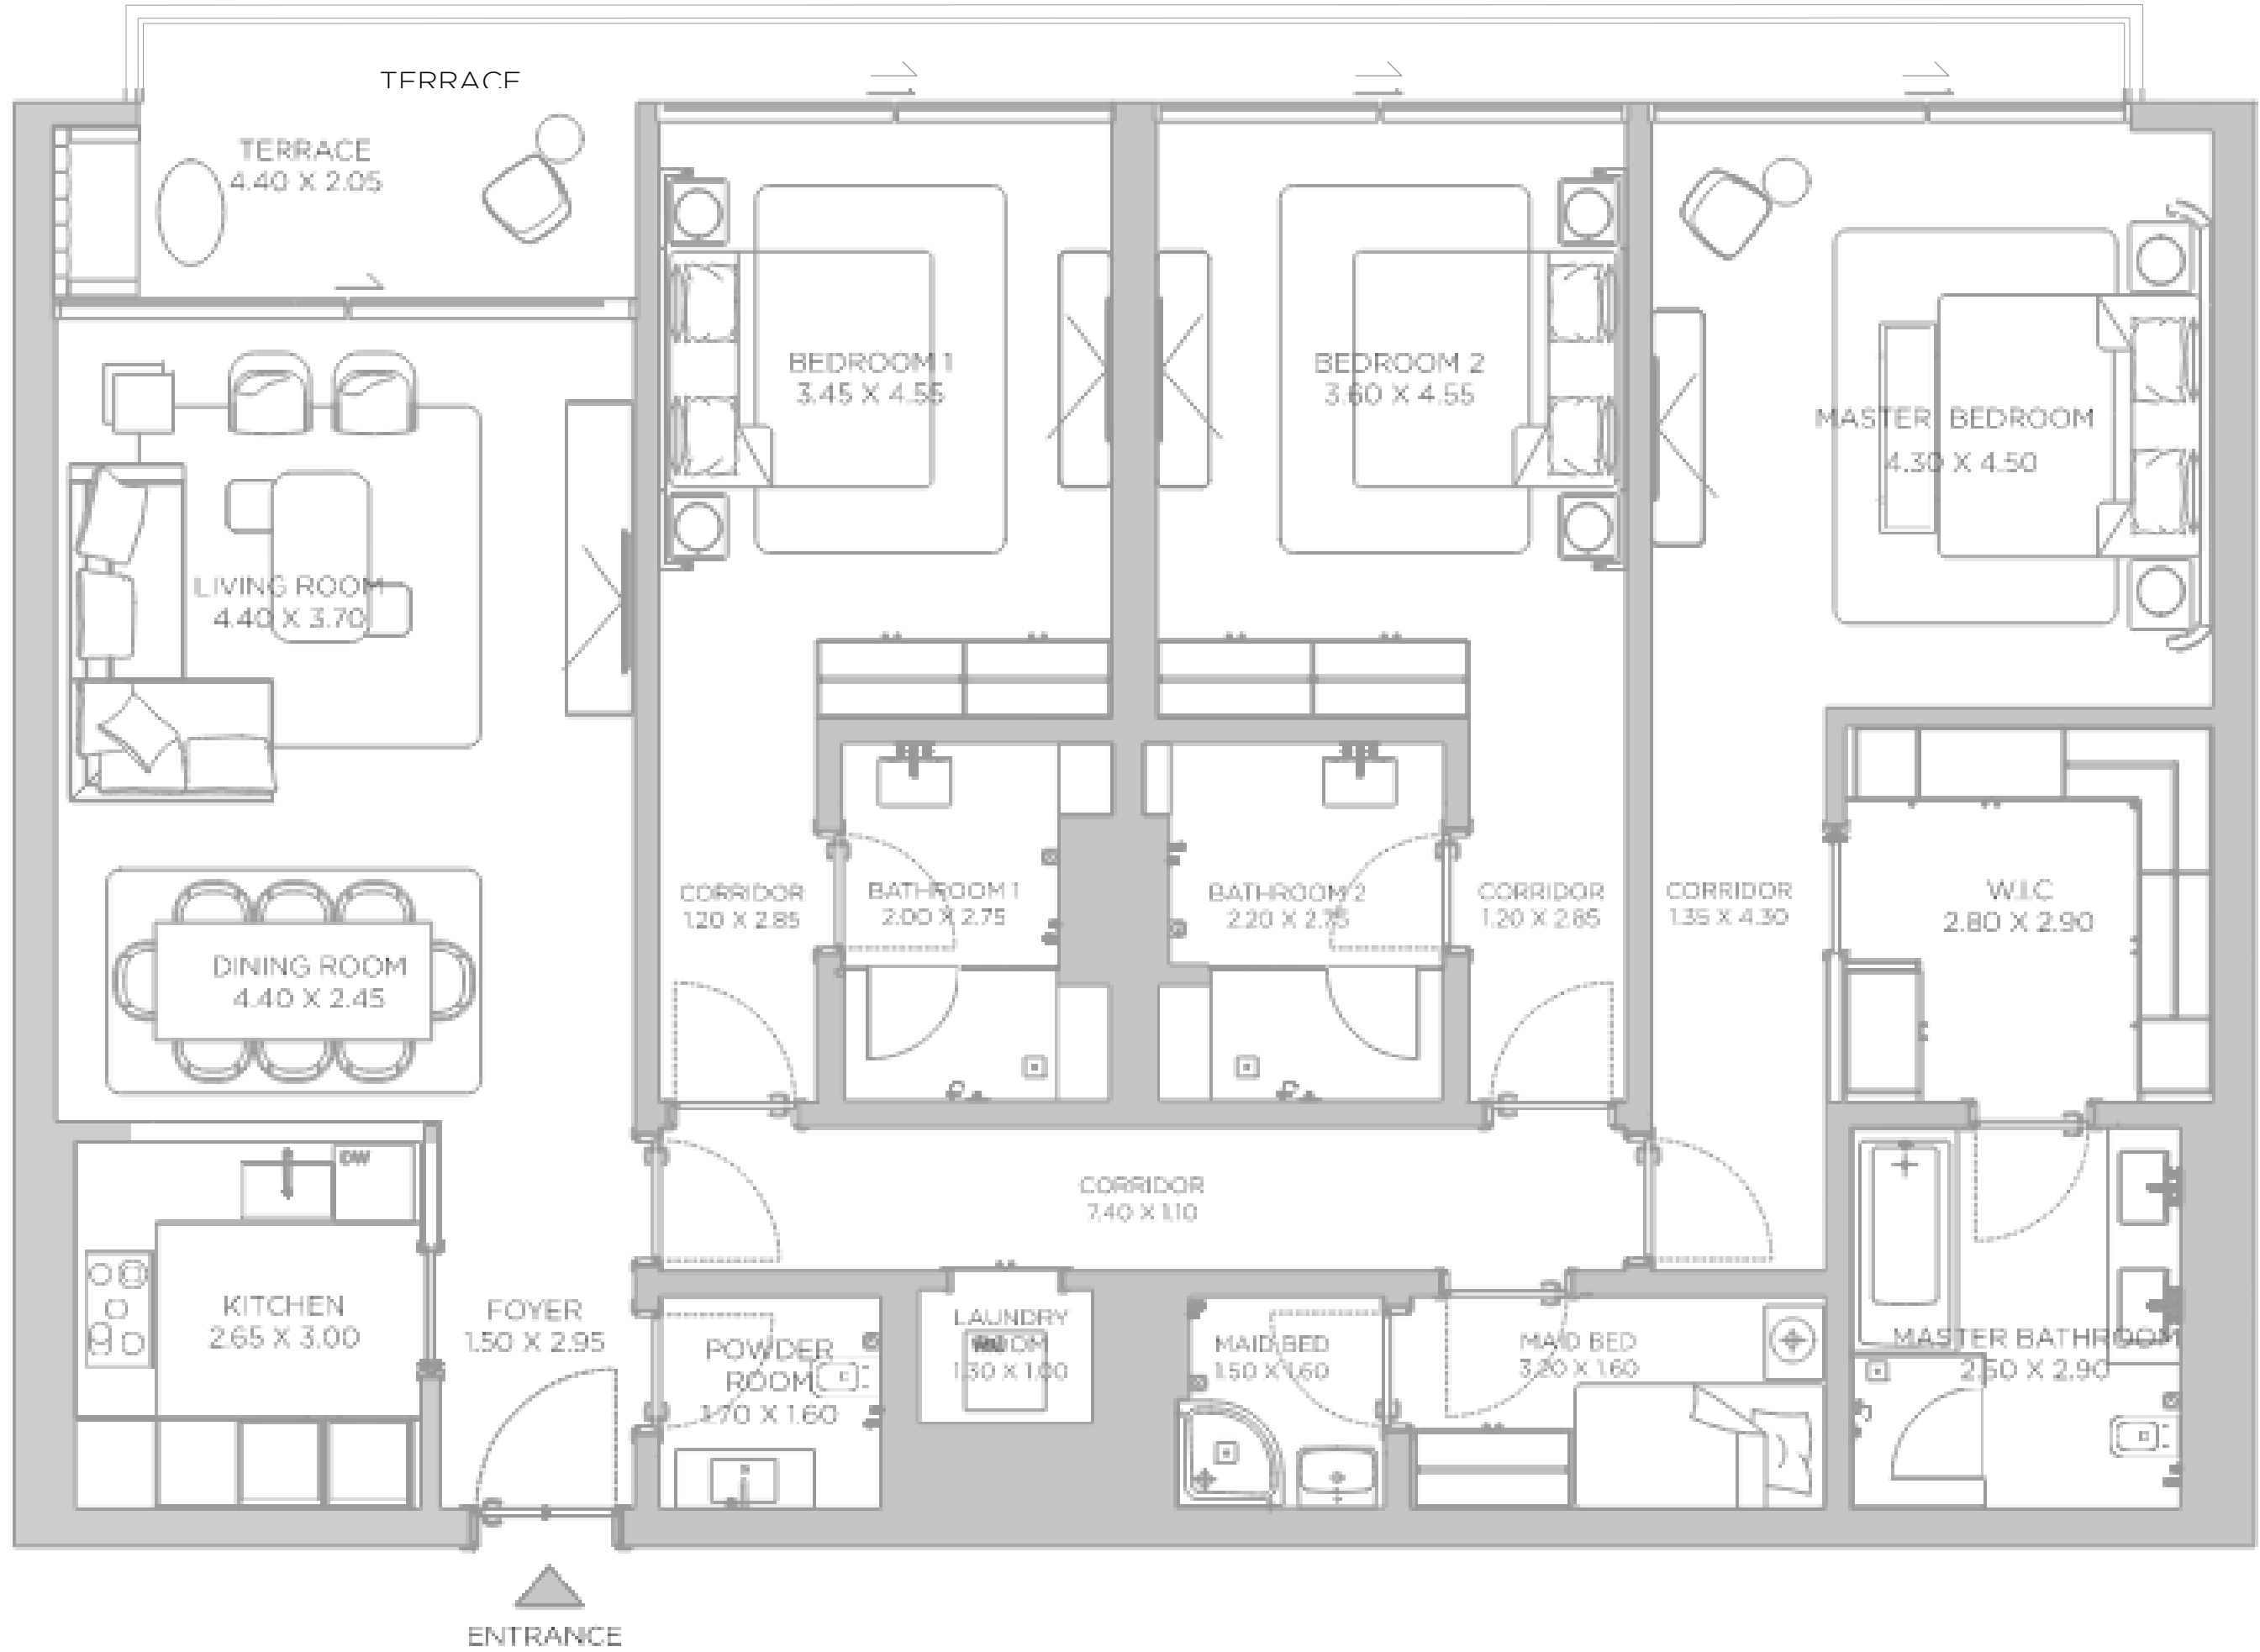 TERRACE
TERRACE
4.40 X 2.05
BEDROOM 1
3.45 X 4.55
BEDROOM 2
3.60 X 4.55
MASTER BEDROOM
4.30 X 4.50
LIVING ROOM
4.40 X 3.70
CORRIDOR
1.20 X 2.85
BATHROOM 1
2.00 X 2.75
BATHROOM 2
2.20 X 2.75
CORRIDOR
1.20 X 2.85
CORRIDOR
1.35 X 4.30
W.I.C
2.80 X 2.90
DINING ROOM
4.40 X 2.45
DW
CORRIDOR
7.40 X 1.10
KITCHEN
2.65 X 3.00
FOYER
1.50 X 2.95
POWDER
ROOM
1.70 X 1.60
LAUNDRY
ROOM
1.30 X 1.00
MAID BED
1.50 X 1.60
MAID BED
3.20 X 1.60
MASTER BATHROOM
2.50 X 2.90
ENTRANCE